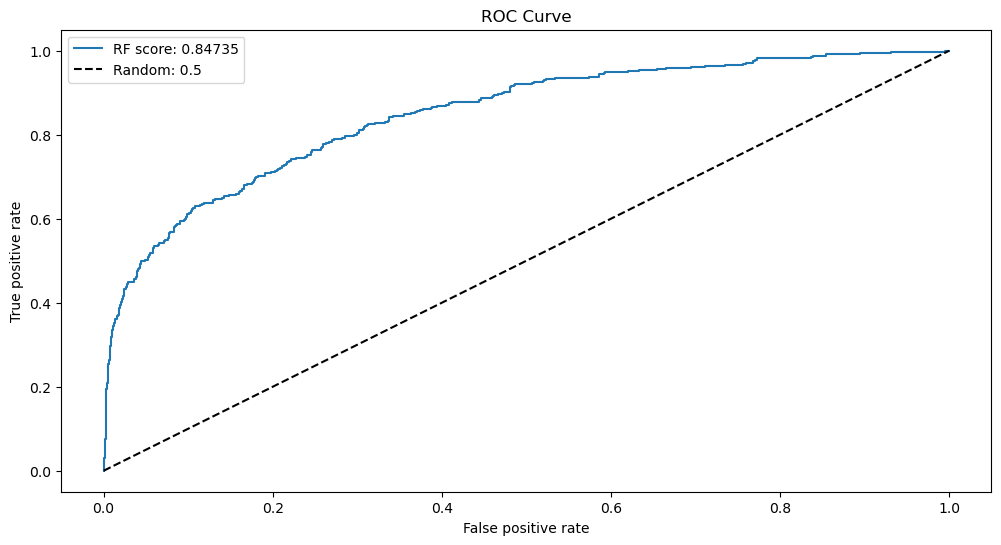 ROC Curve
RF score: 0.84735
Random: 0.5
True positive rate
1.0
0.8
0.6
0.4
0.2
0.0
0.0 0.2 0.4 0.6 0.8 1.0
False positive rate